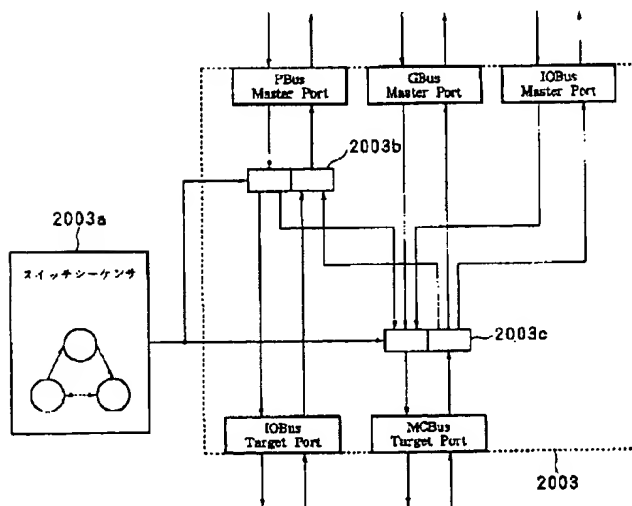 PBus
Master Port
GBus
Master Port
IOBus
Master Port
2003b
2003a
スイッチシーケンサ
2003c
IOBus
Target Port
MCBus
Target Port
2003